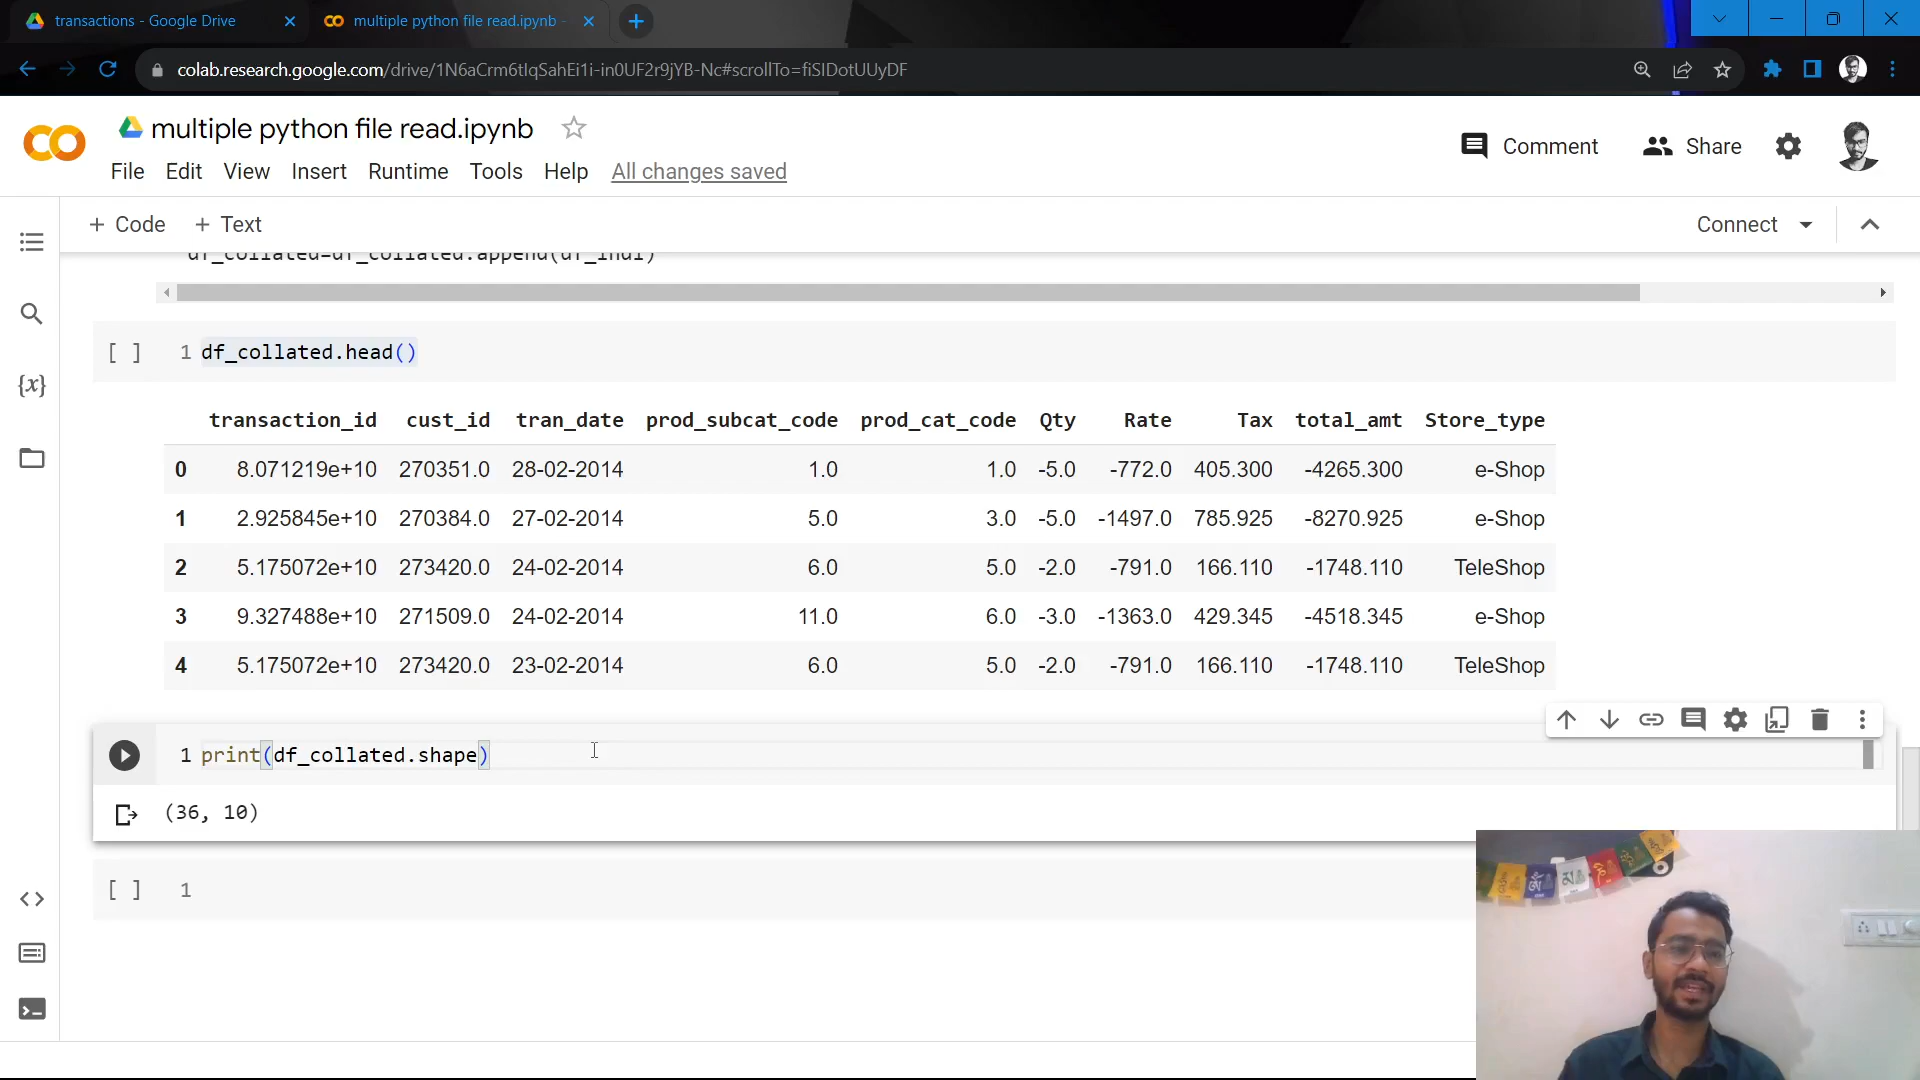 transactions - Google Drive
multiple python file read.ipynb -
colab.research.google.com/drive/1N6aCrm6tIqSahEi1i-in0UF2r9jYB-Nc#scrollTo=fiSIDotUUyDF
CO
multiple python file read.ipynb
Comment
Share
File Edit View Insert Runtime Tools Help All changes saved
+ Code + Text
Connect
df_collated=df_collated.append(df_indi)
[ ] 1 df_collated.head()
{x}
transaction_id cust_id tran_date prod_subcat_code prod_cat_code Qty Rate Tax total_amt Store_type
0 8.071219e+10 270351.0 28-02-2014 1.0 1.0 -5.0 -772.0 405.300 -4265.300 e-Shop
1 2.925845e+10 270384.0 27-02-2014 5.0 3.0 -5.0 -1497.0 785.925 -8270.925 e-Shop
2 5.175072e+10 273420.0 24-02-2014 6.0 5.0 -2.0 -791.0 166.110 -1748.110 TeleShop
3 9.327488e+10 271509.0 24-02-2014 11.0 6.0 -3.0 -1363.0 429.345 -4518.345 e-Shop
4 5.175072e+10 273420.0 23-02-2014 6.0 5.0 -2.0 -791.0 166.110 -1748.110 TeleShop
1 print(df_collated.shape)
(36, 10)
[ ] 1